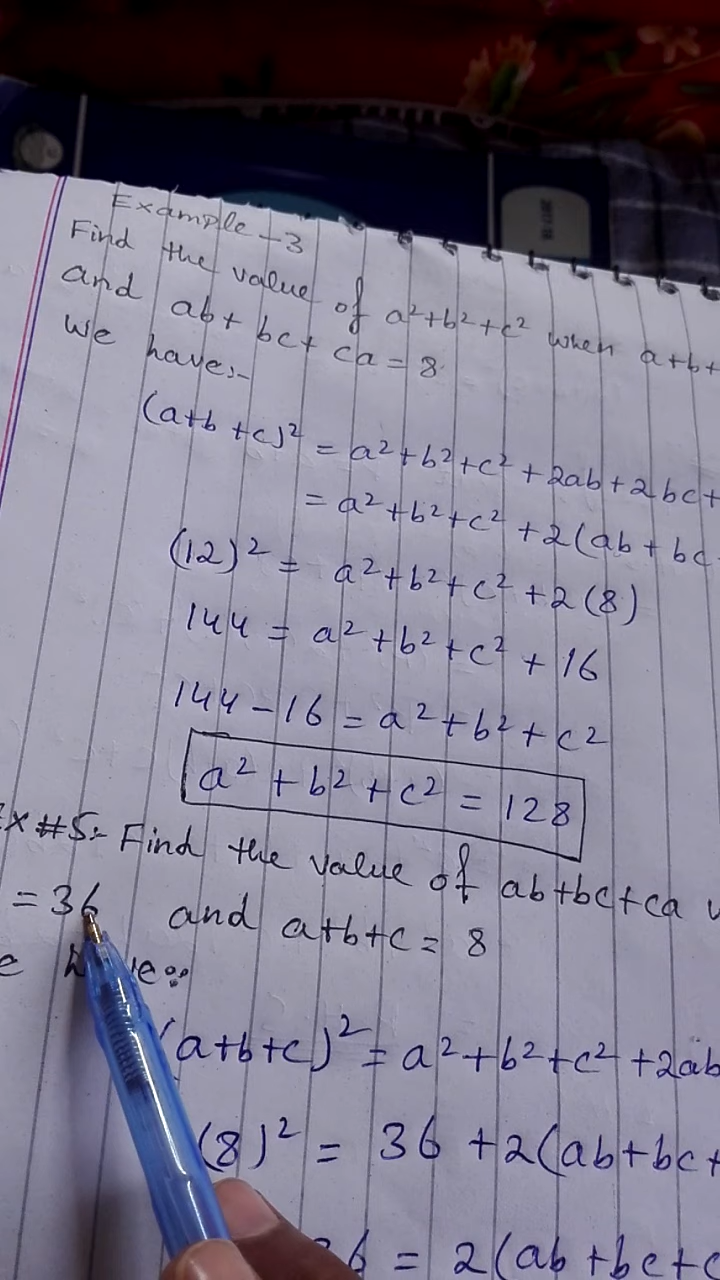 Example-3
Find the value of a²+b²+c² when a+b+
and ab+bc+ca=8
We have:-
(a+b+c)² = a²+b²+c²+2ab+2bc+
= a²+b²+c²+2(ab+bc
(12)² = a²+b²+c²+2(8)
144 = a²+b²+c²+16
144-16 = a²+b²+c²
a²+b²+c² = 128
Ex#5:- Find the value of ab+bc+ca
=36 and a+b+c=8
(a+b+c)² = a²+b²+c²+2ab
(8)² = 36+2(ab+bc+
= 2(ab+bc+c